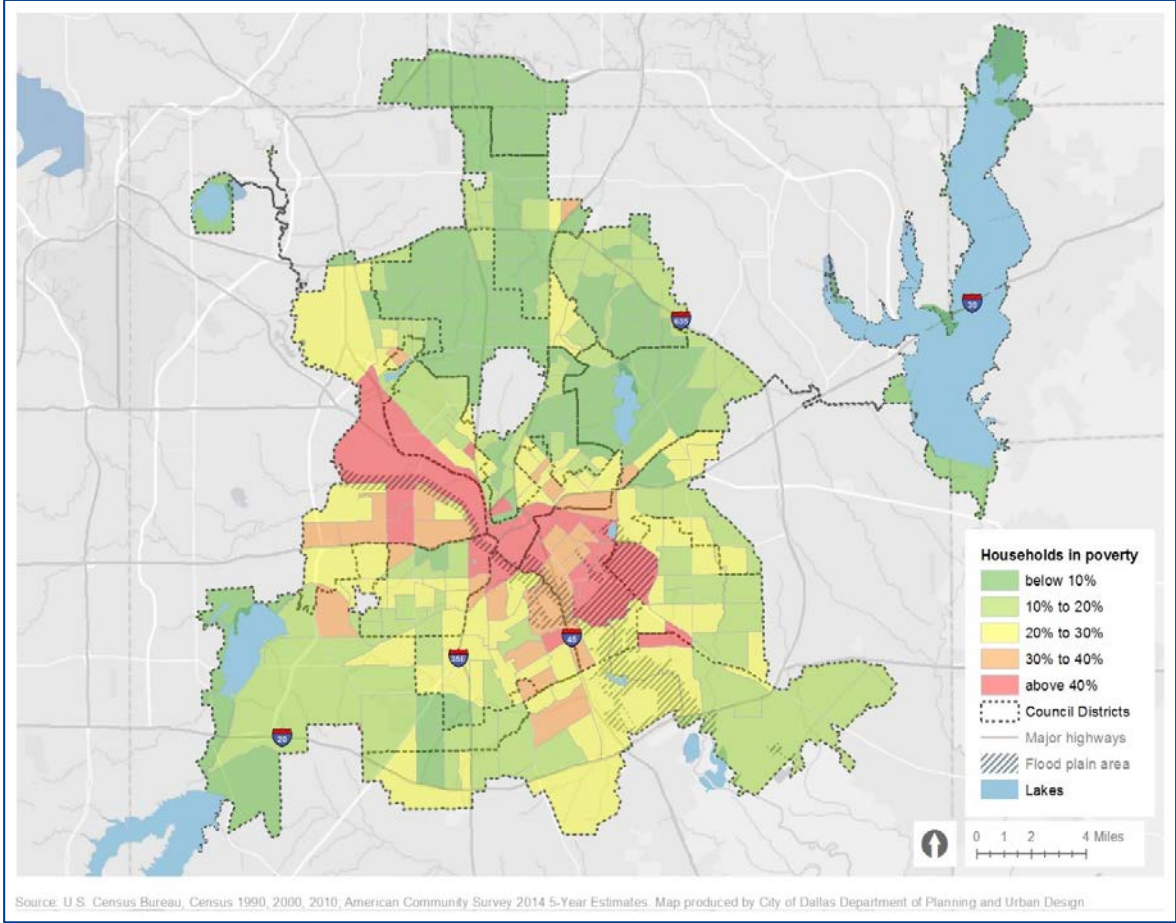 30
635
45
35E
20
Households in poverty
below 10%
10% to 20%
20% to 30%
30% to 40%
above 40%
Council Districts
Major highways
Flood plain area
Lakes
0 1 2 4 Miles
Source: U.S. Census Bureau, Census 1990, 2000, 2010, American Community Survey 2014 5-Year Estimates. Map produced by City of Dallas Department of Planning and Urban Design